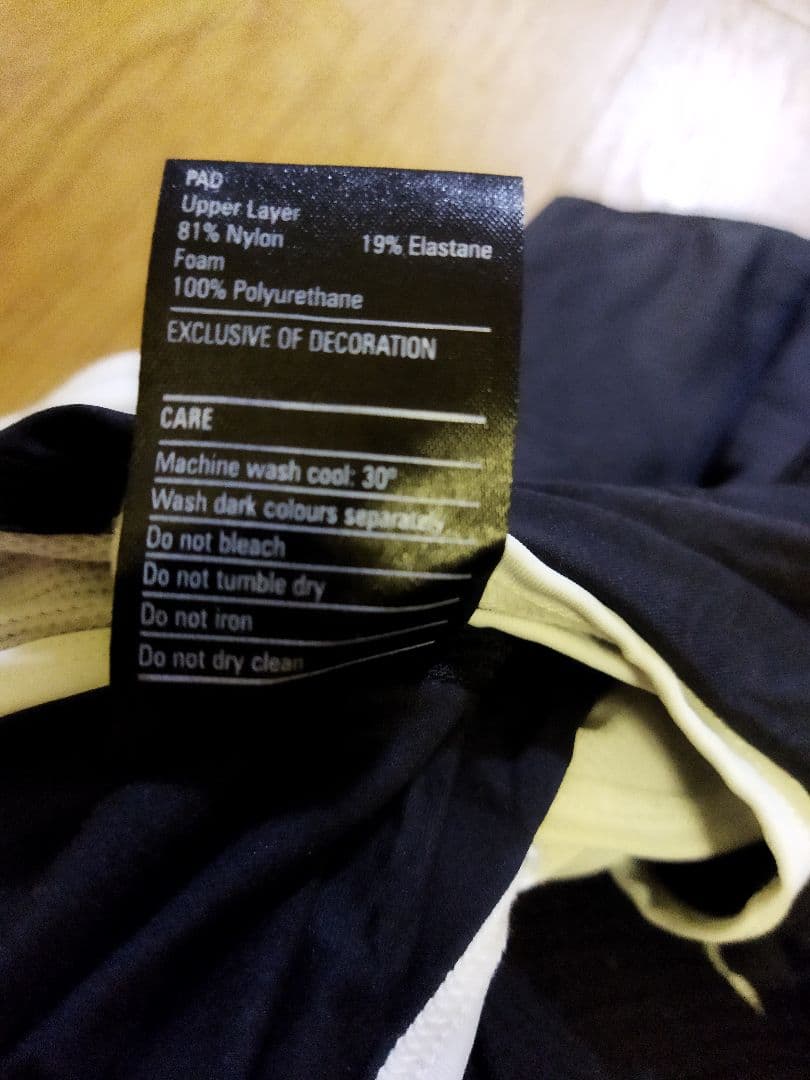 PAD
Upper Layer
81% Nylon 19% Elastane
Foam
100% Polyurethane
EXCLUSIVE OF DECORATION
CARE
Machine wash cool: 30°
Wash dark colours separately
Do not bleach
Do not tumble dry
Do not iron
Do not dry clean